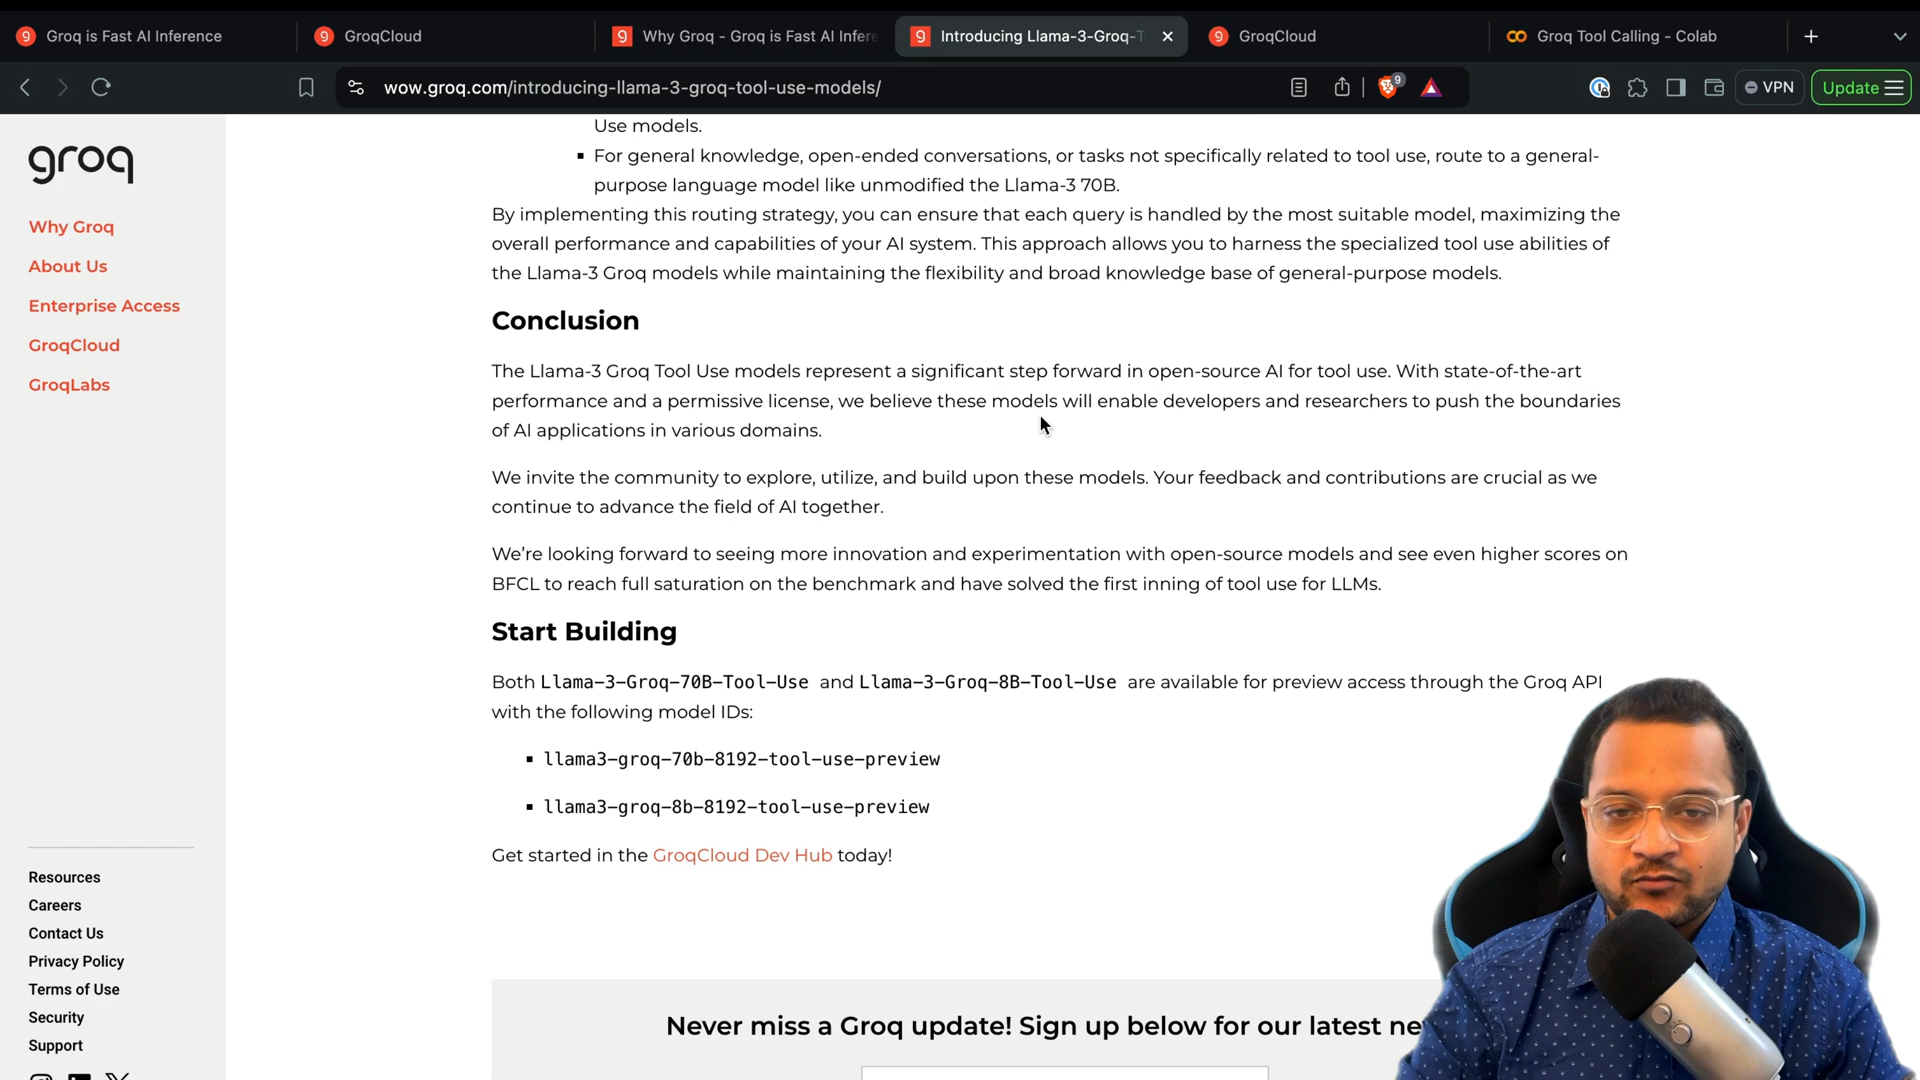 Groq is Fast AI Inference
GroqCloud
Why Groq - Groq is Fast AI Infere
Introducing Llama-3-Groq-T
GroqCloud
Groq Tool Calling - Colab
wow.groq.com/introducing-llama-3-groq-tool-use-models/
9
VPN
Update
groq
Why Groq
About Us
Enterprise Access
GroqCloud
GroqLabs
Resources
Careers
Contact Us
Privacy Policy
Terms of Use
Security
Support
Use models.
▪ For general knowledge, open-ended conversations, or tasks not specifically related to tool use, route to a general-
purpose language model like unmodified the Llama-3 70B.
By implementing this routing strategy, you can ensure that each query is handled by the most suitable model, maximizing the
overall performance and capabilities of your AI system. This approach allows you to harness the specialized tool use abilities of
the Llama-3 Groq models while maintaining the flexibility and broad knowledge base of general-purpose models.
Conclusion
The Llama-3 Groq Tool Use models represent a significant step forward in open-source AI for tool use. With state-of-the-art
performance and a permissive license, we believe these models will enable developers and researchers to push the boundaries
of AI applications in various domains.
We invite the community to explore, utilize, and build upon these models. Your feedback and contributions are crucial as we
continue to advance the field of AI together.
We’re looking forward to seeing more innovation and experimentation with open-source models and see even higher scores on
BFCL to reach full saturation on the benchmark and have solved the first inning of tool use for LLMs.
Start Building
Both Llama-3-Groq-70B-Tool-Use and Llama-3-Groq-8B-Tool-Use are available for preview access through the Groq API
with the following model IDs:
▪ llama3-groq-70b-8192-tool-use-preview
▪ llama3-groq-8b-8192-tool-use-preview
Get started in the GroqCloud Dev Hub today!
Never miss a Groq update! Sign up below for our latest ne